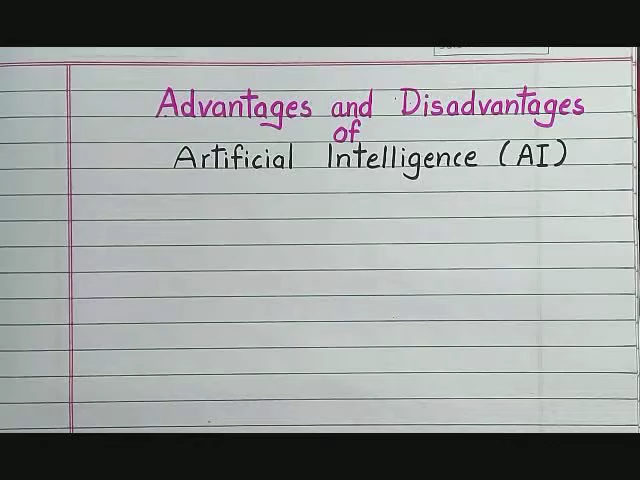 Advantages and Disadvantages
of
Artificial Intelligence (AI)